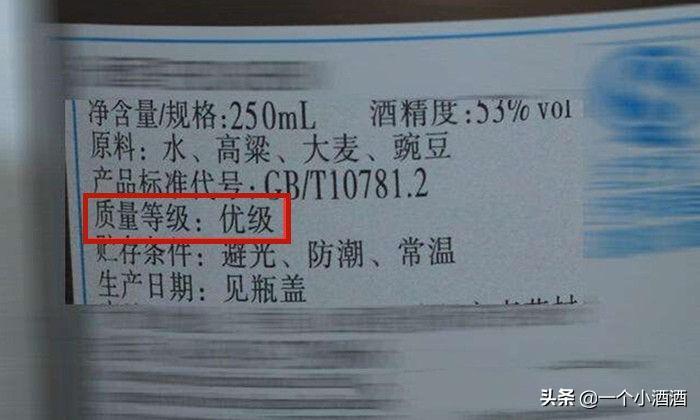 净含量/规格:250mL 酒精度:53% vol
原料: 水、高粱、大麦、豌豆
产品标准代号:GB/T10781.2
质量等级: 优级
贮存条件: 避光、防潮、常温
生产日期: 见瓶盖
头条 @一个小酒酒